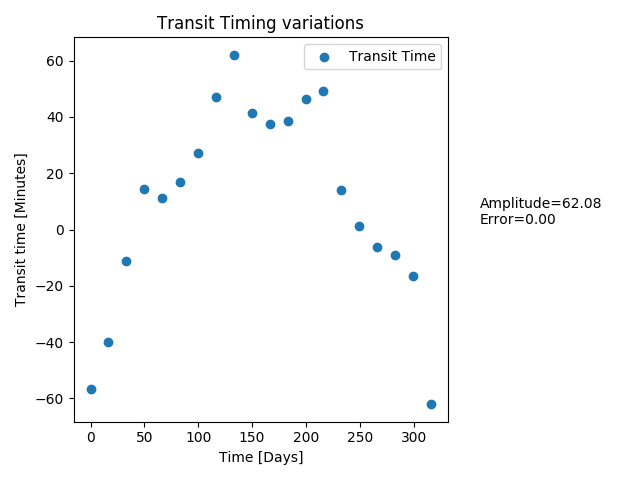 Transit Timing variations
Transit Time
Transit time [Minutes]
60
40
20
0
−20
−40
−60
0
50
100
150
200
250
300
Time [Days]
Amplitude=62.08
Error=0.00